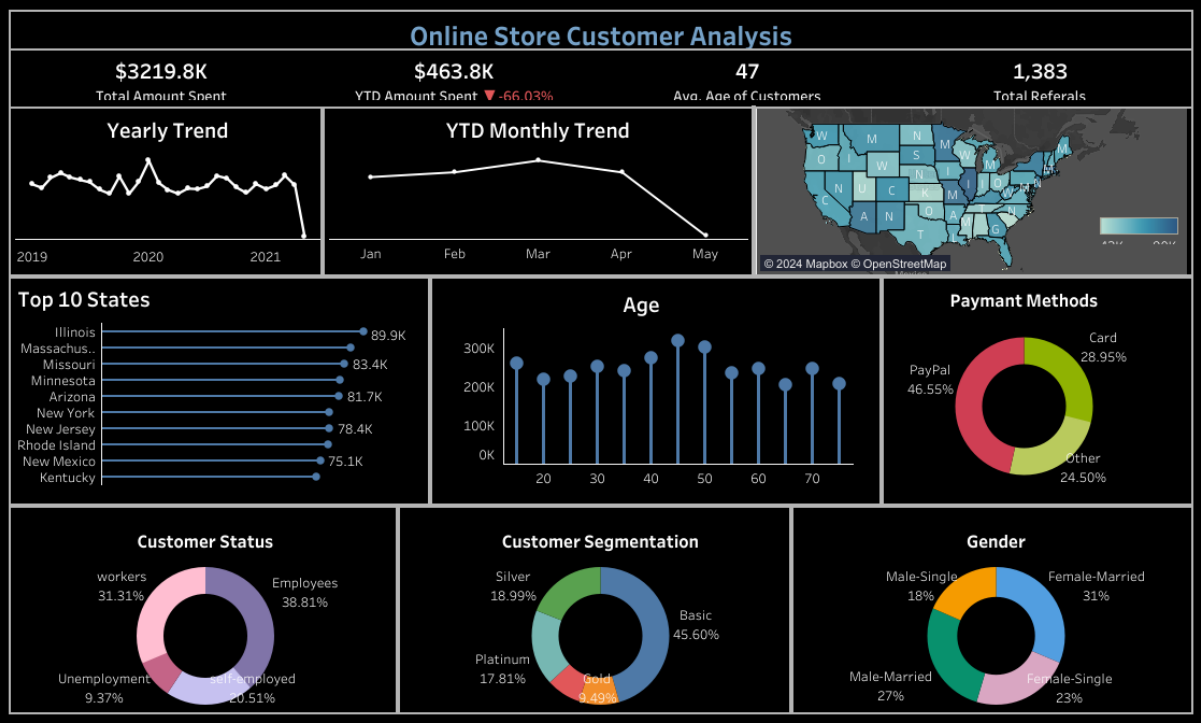 Online Store Customer Analysis
$3219.8K
Total Amount Spent
$463.8K
YTD Amount Spent ▼ -66.03%
47
Avg. Age of Customers
1,383
Total Referrals
Yearly Trend
2019 2020 2021
YTD Monthly Trend
Jan Feb Mar Apr May
W M N M
O I S W M M
W I
N U C N I I O
C K M W M N
A N O A T N
T L M G
© 2024 Mapbox © OpenStreetMap
Top 10 States
Illinois 89.9K
Massachus..
Missouri 83.4K
Minnesota
Arizona 81.7K
New York
New Jersey 78.4K
Rhode Island
New Mexico 75.1K
Kentucky
Age
300K
200K
100K
0K
20 30 40 50 60 70
Paymant Methods
Card
28.95%
PayPal
46.55%
Other
24.50%
Customer Status
workers
31.31%
Employees
38.81%
Unemployment
9.37%
self-employed
20.51%
Customer Segmentation
Silver
18.99%
Basic
45.60%
Platinum
17.81%
Gold
9.49%
Gender
Male-Single
18%
Female-Married
31%
Male-Married
27%
Female-Single
23%